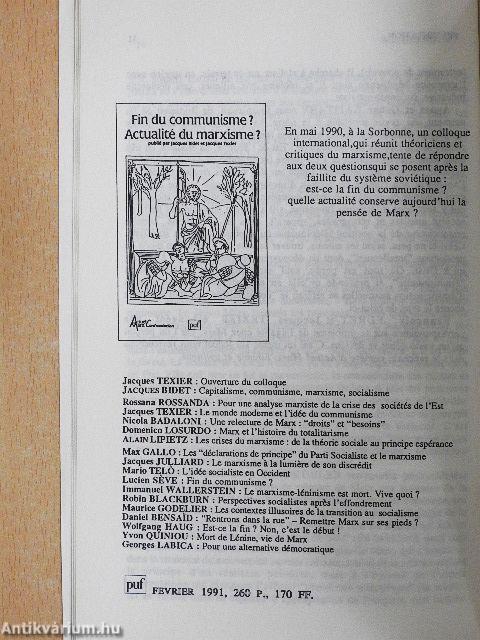 Fin du communisme?
Actualité du marxisme?
publié par Jacques Bidet et Jacques Texier
Actuel Marx Confrontation
puf
En mai 1990, à la Sorbonne, un colloque
international,qui réunit théoriciens et
critiques du marxisme,tente de répondre
aux deux questionsqui se posent après la
faillite du système soviétique :
est-ce la fin du communisme ?
quelle actualité conserve aujourd'hui la
pensée de Marx ?
Jacques TEXIER : Ouverture du colloque
JACQUES BIDET : Capitalisme, communisme, marxisme, socialisme
Rossana ROSSANDA : Pour une analyse marxiste de la crise des sociétés de l'Est
Jacques TEXIER : Le monde moderne et l'idée du communisme
Nicola BADALONI : Une relecture de Marx : "droits" et "besoins"
Domenico LOSURDO : Marx et l'histoire du totalitarisme
ALAIN LIPIETZ : Les crises du marxisme : de la théorie sociale au principe espérance
Max GALLO : Les "déclarations de principe" du Parti Socialiste et le marxisme
Jacques JULLIARD : Le marxisme à la lumière de son discrédit
Mario TELÒ : L'idée socialiste en Occident
Lucien SÈVE : Fin du communisme ?
Immanuel WALLERSTEIN : Le marxisme-léninisme est mort. Vive quoi ?
Robin BLACKBURN : Perspectives socialistes après l'effondrement
Maurice GODELIER : Les contextes illusoires de la transition au socialisme
Daniel BENSAÏD : "Rentrons dans la rue" – Remettre Marx sur ses pieds ?
Wolfgang HAUG : Est-ce la fin ? Non, c'est le début !
Yvon QUINIOU : Mort de Lénine, vie de Marx
Georges LABICA : Pour une alternative démocratique
puf FEVRIER 1991, 260 P., 170 FF.
Antikvárium.hu